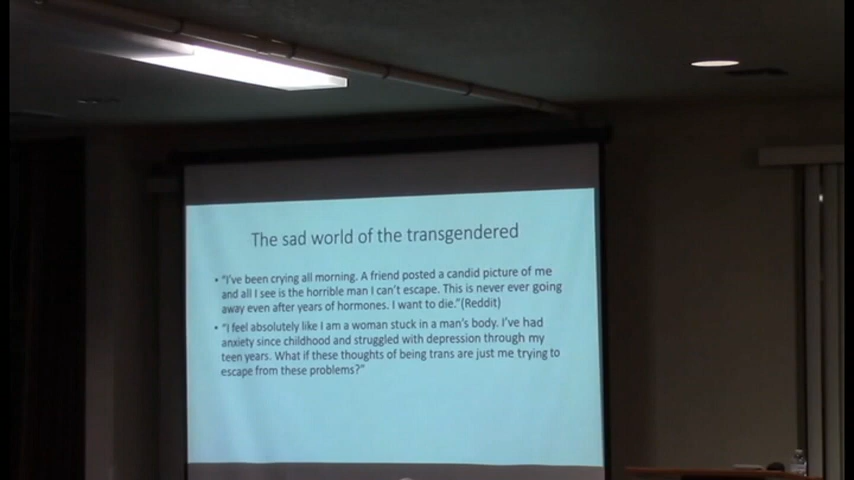 The sad world of the transgendered
• “I’ve been crying all morning. A friend posted a candid picture of me
and all I see is the horrible man I can’t escape. This is never ever going
away even after years of hormones. I want to die.”(Reddit)
• “I feel absolutely like I am a woman stuck in a man’s body. I’ve had
anxiety since childhood and struggled with depression through my
teen years. What if these thoughts of being trans are just me trying to
escape from these problems?”